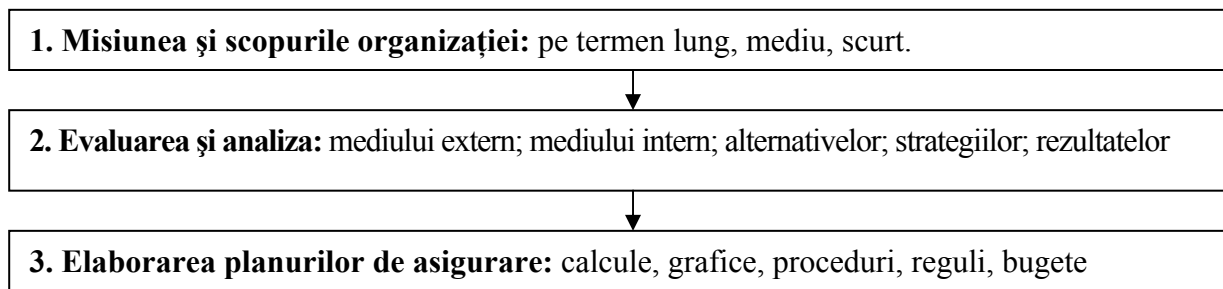 1. Misiunea şi scopurile organizației: pe termen lung, mediu, scurt.
2. Evaluarea şi analiza: mediului extern; mediului intern; alternativelor; strategiilor; rezultatelor
3. Elaborarea planurilor de asigurare: calcule, grafice, proceduri, reguli, bugete